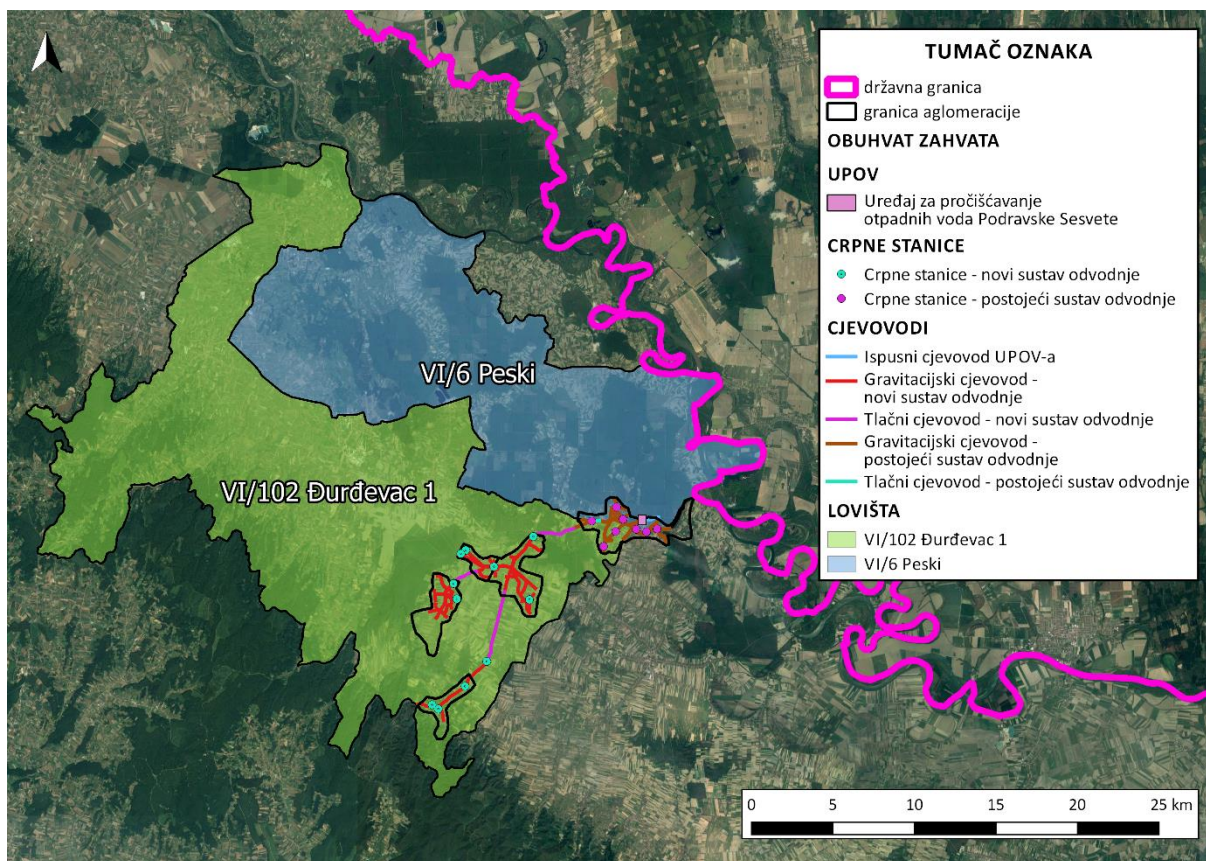 TUMAČ OZNAKA
državna granica
granica aglomeracije
OBUHVAT ZAHVATA
UPOV
Uređaj za pročišćavanje
otpadnih voda Podravske Sesvete
CRPNE STANICE
Crpne stanice - novi sustav odvodnje
Crpne stanice - postojeći sustav odvodnje
CJEVOVODI
Ispusni cjevovod UPOV-a
Gravitacijski cjevovod -
novi sustav odvodnje
Tlačni cjevovod - novi sustav odvodnje
Gravitacijski cjevovod -
postojeći sustav odvodnje
Tlačni cjevovod - postojeći sustav odvodnje
LOVIŠTA
VI/102 Đurđevac 1
VI/6 Peski
VI/6 Peski
VI/102 Đurđevac 1
0 5 10 15 20 25 km